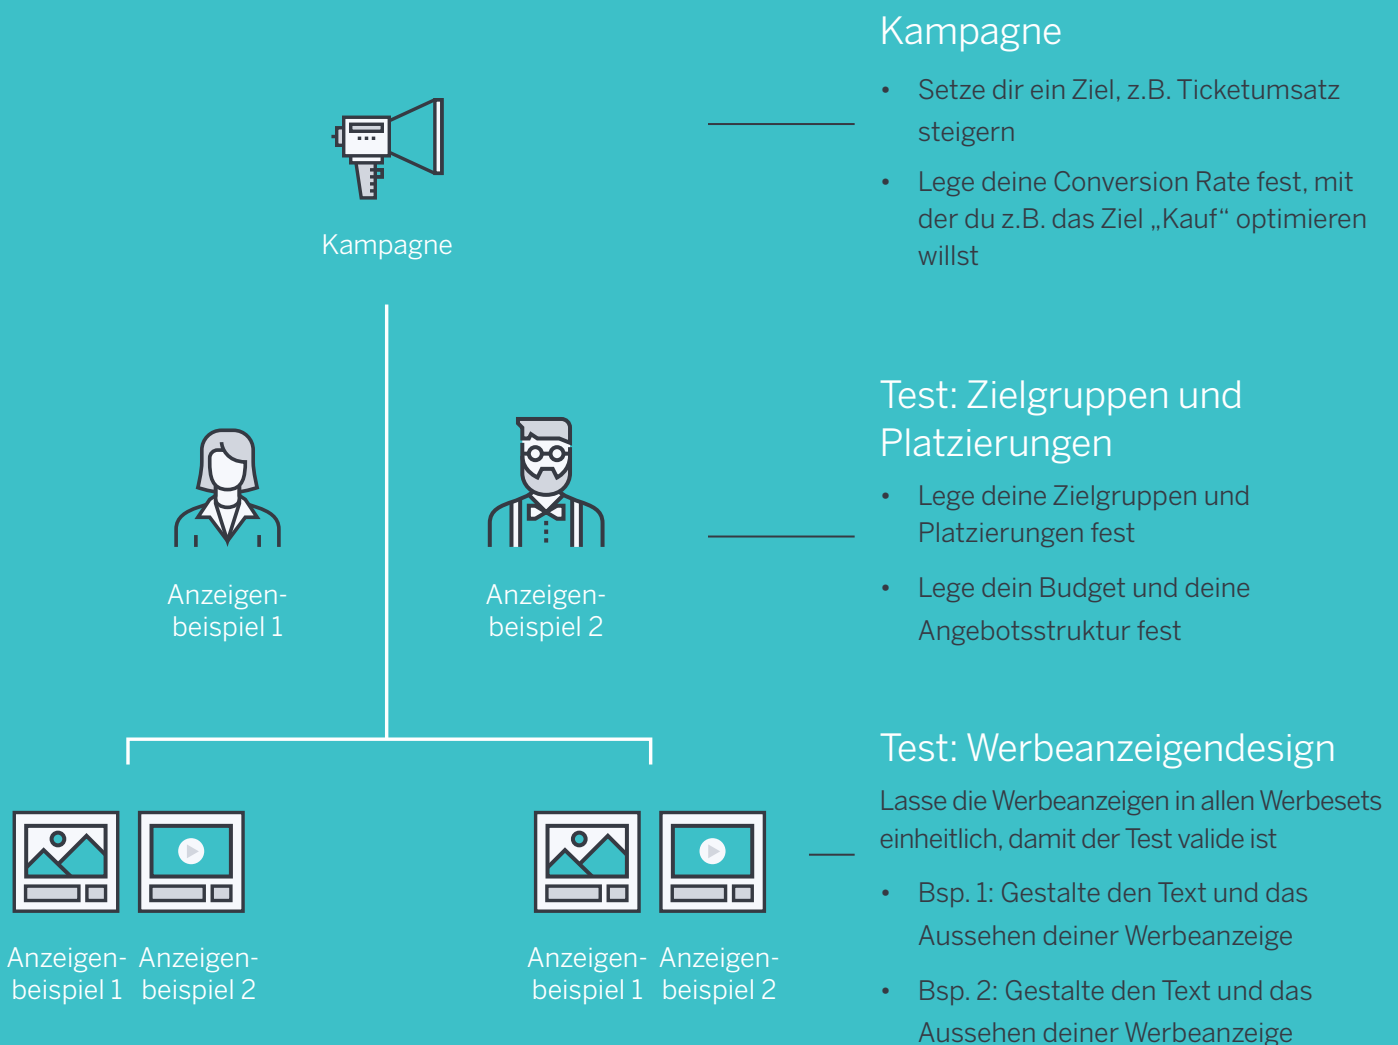 Kampagne
• Setze dir ein Ziel, z.B. Ticketumsatz
steigern
• Lege deine Conversion Rate fest, mit
der du z.B. das Ziel „Kauf“ optimieren
willst
Kampagne
Test: Zielgruppen und
Platzierungen
• Lege deine Zielgruppen und
Platzierungen fest
• Lege dein Budget und deine
Angebotsstruktur fest
Anzeigen-
beispiel 1
Anzeigen-
beispiel 2
Test: Werbeanzeigendesign
Lasse die Werbeanzeigen in allen Werbesets
einheitlich, damit der Test valide ist
• Bsp. 1: Gestalte den Text und das
Aussehen deiner Werbeanzeige
• Bsp. 2: Gestalte den Text und das
Aussehen deiner Werbeanzeige
Anzeigen-
beispiel 1
Anzeigen-
beispiel 2
Anzeigen-
beispiel 1
Anzeigen-
beispiel 2